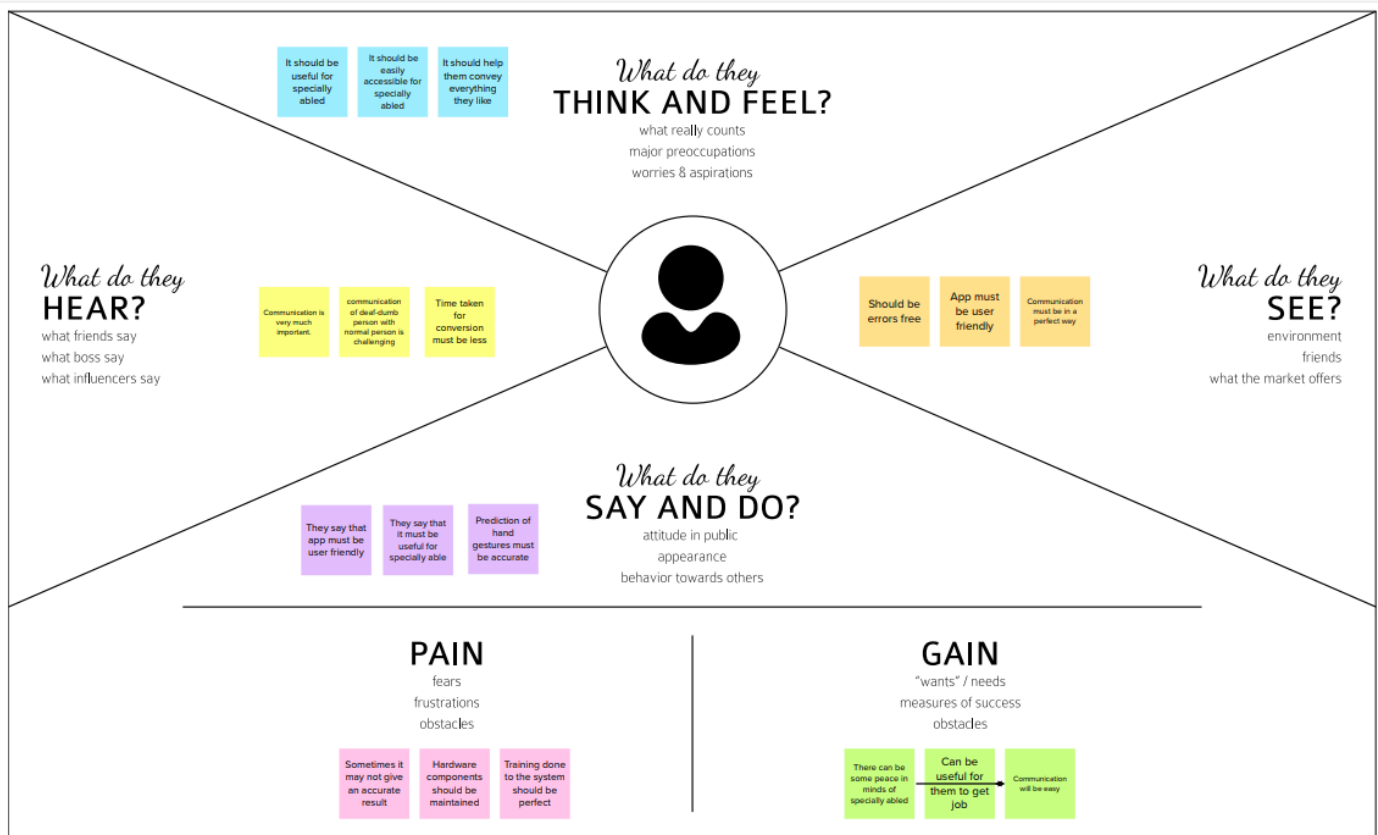 It should be
useful for
specially
abled
It should be
easily
accessible for
specially
abled
It should help
them convey
everything
they like
What do they
THINK AND FEEL?
what really counts
major preoccupations
worries & aspirations
What do they
HEAR?
what friends say
what boss say
what influencers say
Communication is
very much
important.
communication
of deaf-dumb
person with
normal person is
challenging
Time taken
for
conversion
must be less
Should be
errors free
App must
be user
friendly
Communication
must be in a
perfect way
What do they
SEE?
environment
friends
what the market offers
What do they
SAY AND DO?
attitude in public
appearance
behavior towards others
They say that
app must be
user friendly
They say that
it must be
useful for
specially able
Prediction of
hand
gestures must
be accurate
PAIN
fears
frustrations
obstacles
Sometimes it
may not give
an accurate
result
Hardware
components
should be
maintained
Training done
to the system
should be
perfect
GAIN
“wants” / needs
measures of success
obstacles
There can be
some peace in
minds of
specially abled
Can be
useful for
them to get
job
Communication
will be easy